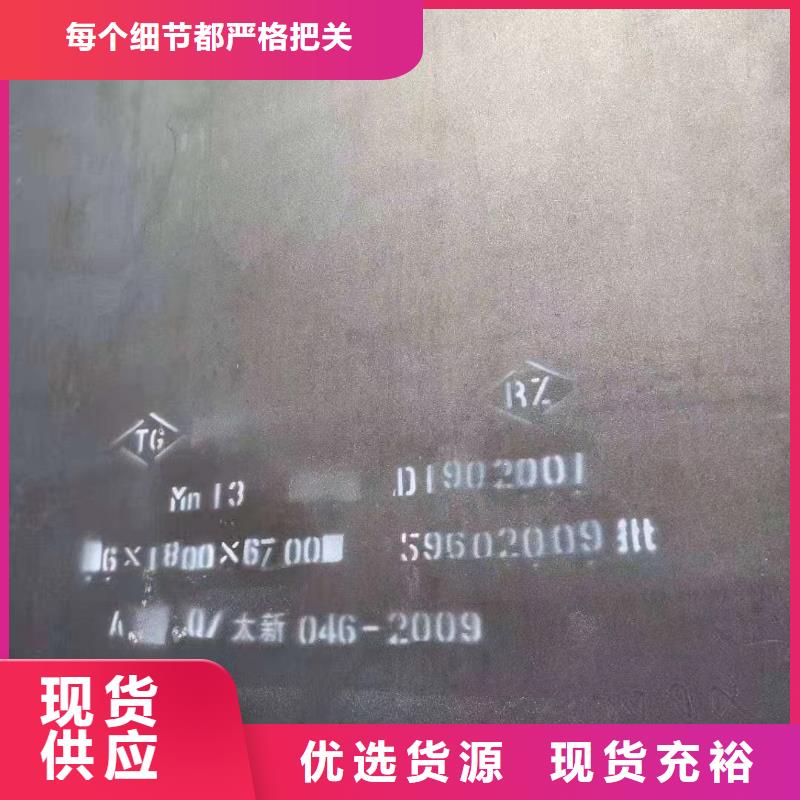 每个细节都严格把关
BZ
TG
Mn13
D1902001
6×1800×6700
59602009
太新046-2009
现货
供应
优选货源 现货充裕